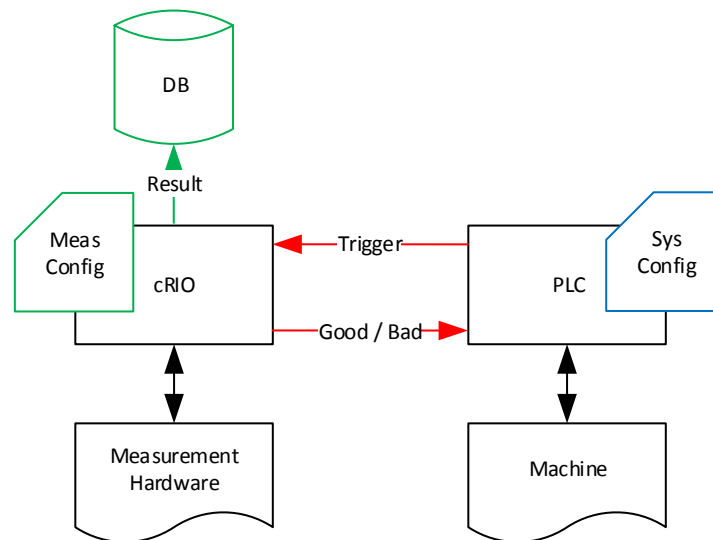 DB
Result
Meas
Config
cRIO
Trigger
Good / Bad
PLC
Sys
Config
Measurement
Hardware
Machine